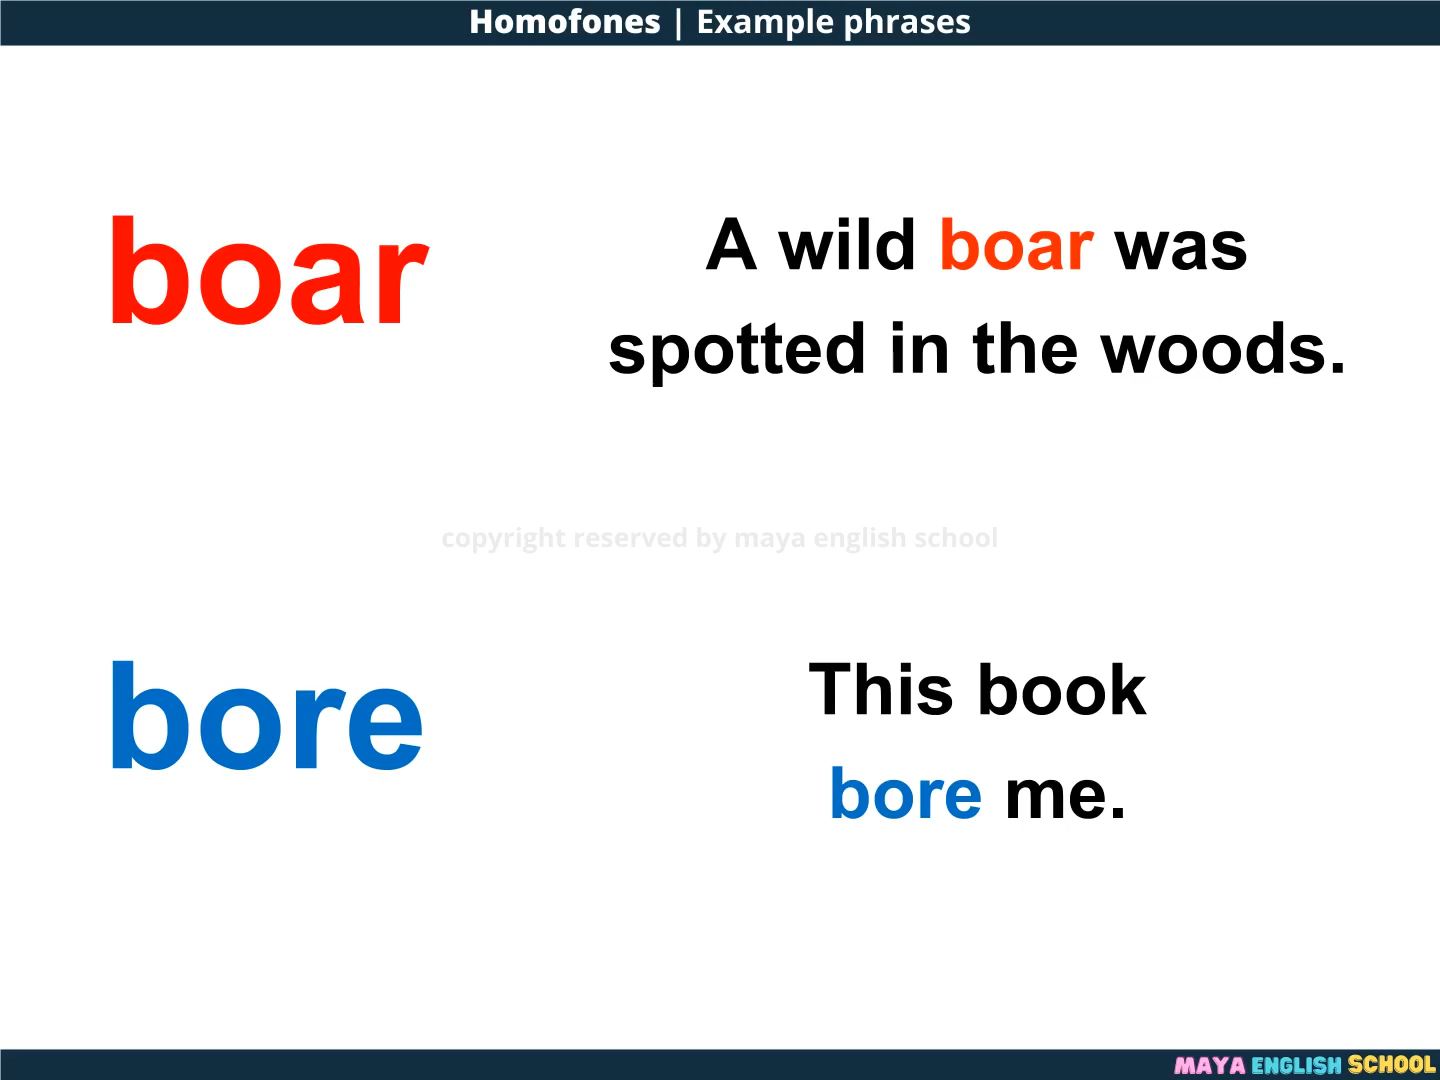 Homofones | Example phrases
boar
A wild boar was
spotted in the woods.
copyright reserved by maya english school
bore
This book
bore me.
MAYA ENGLISH SCHOOL